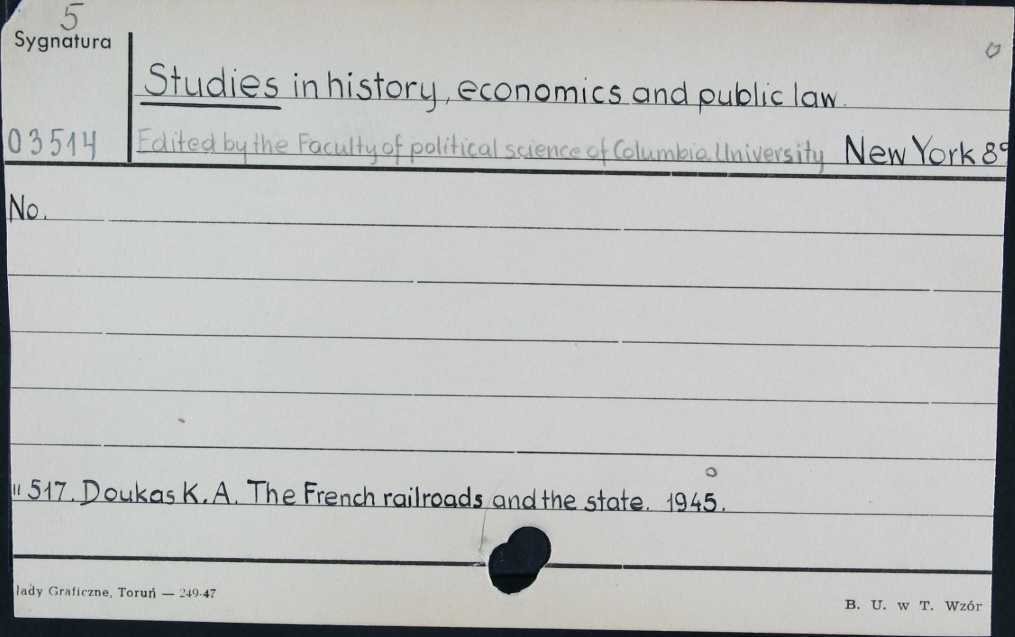 5
Sygnatura
Studies in history, economics and public law.
03514
Edited by the Faculty of political science of Columbia University New York 8°
No.
" 517. Doukas K. A. The French railroads and the state. 1945.
lady Graficzne, Toruń — 249-47
B. U. w T. Wzór